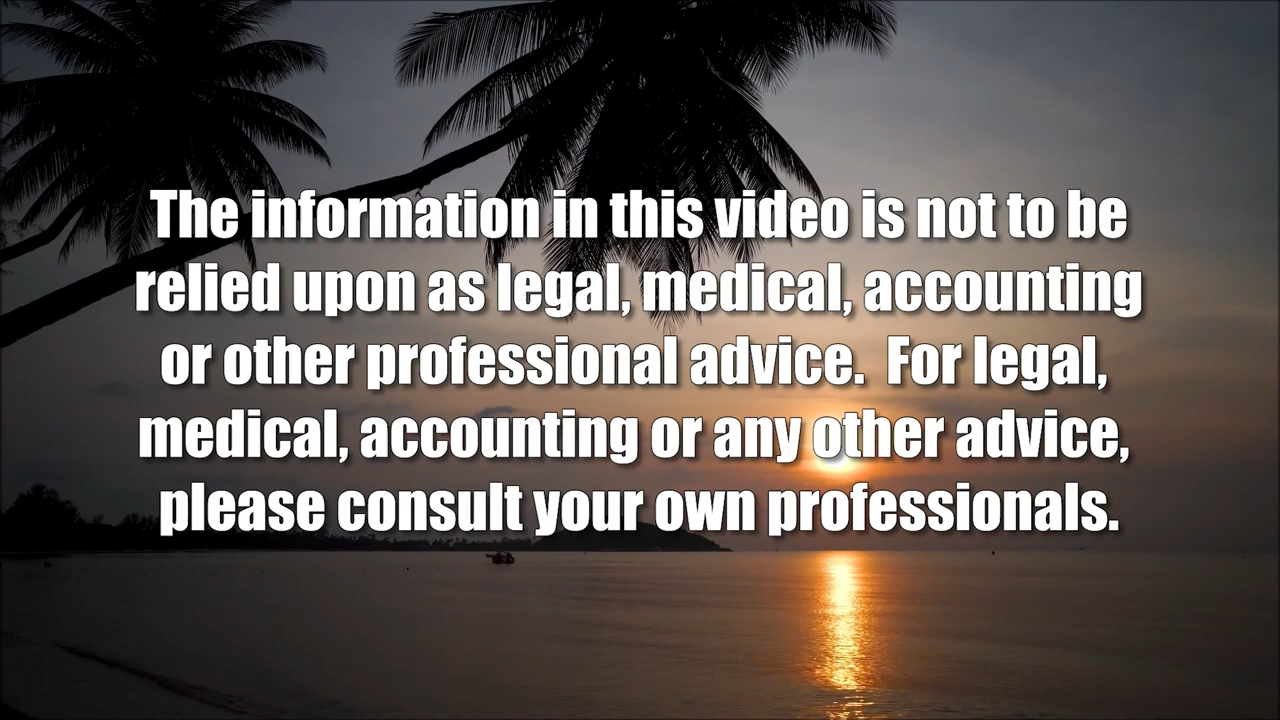 The information in this video is not to be
relied upon as legal, medical, accounting
or other professional advice.  For legal,
medical, accounting or any other advice,
please consult your own professionals.